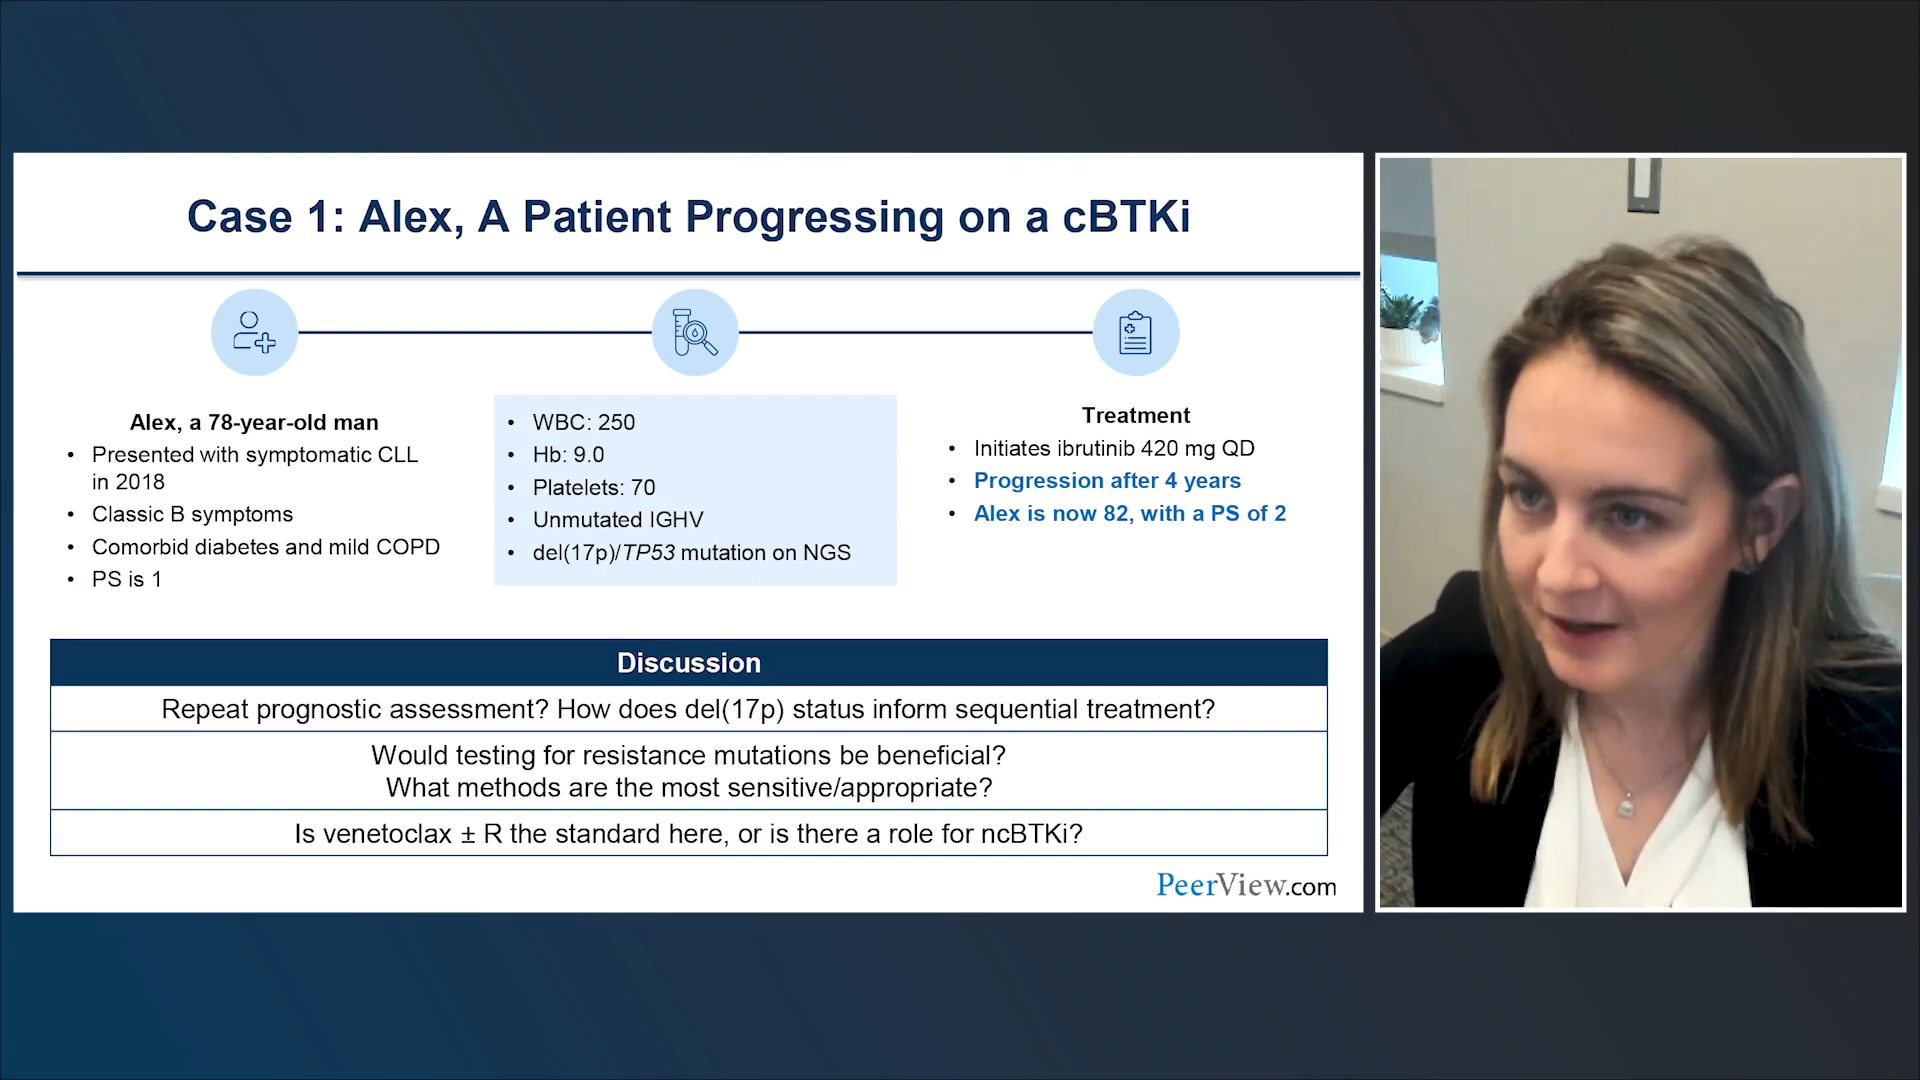 Case 1: Alex, A Patient Progressing on a cBTKi
Alex, a 78-year-old man
• Presented with symptomatic CLL
in 2018
• Classic B symptoms
• Comorbid diabetes and mild COPD
• PS is 1
• WBC: 250
• Hb: 9.0
• Platelets: 70
• Unmutated IGHV
• del(17p)/TP53 mutation on NGS
Treatment
• Initiates ibrutinib 420 mg QD
• Progression after 4 years
• Alex is now 82, with a PS of 2
Discussion
Repeat prognostic assessment? How does del(17p) status inform sequential treatment?
Would testing for resistance mutations be beneficial?
What methods are the most sensitive/appropriate?
Is venetoclax ± R the standard here, or is there a role for ncBTKi?
PeerView.com